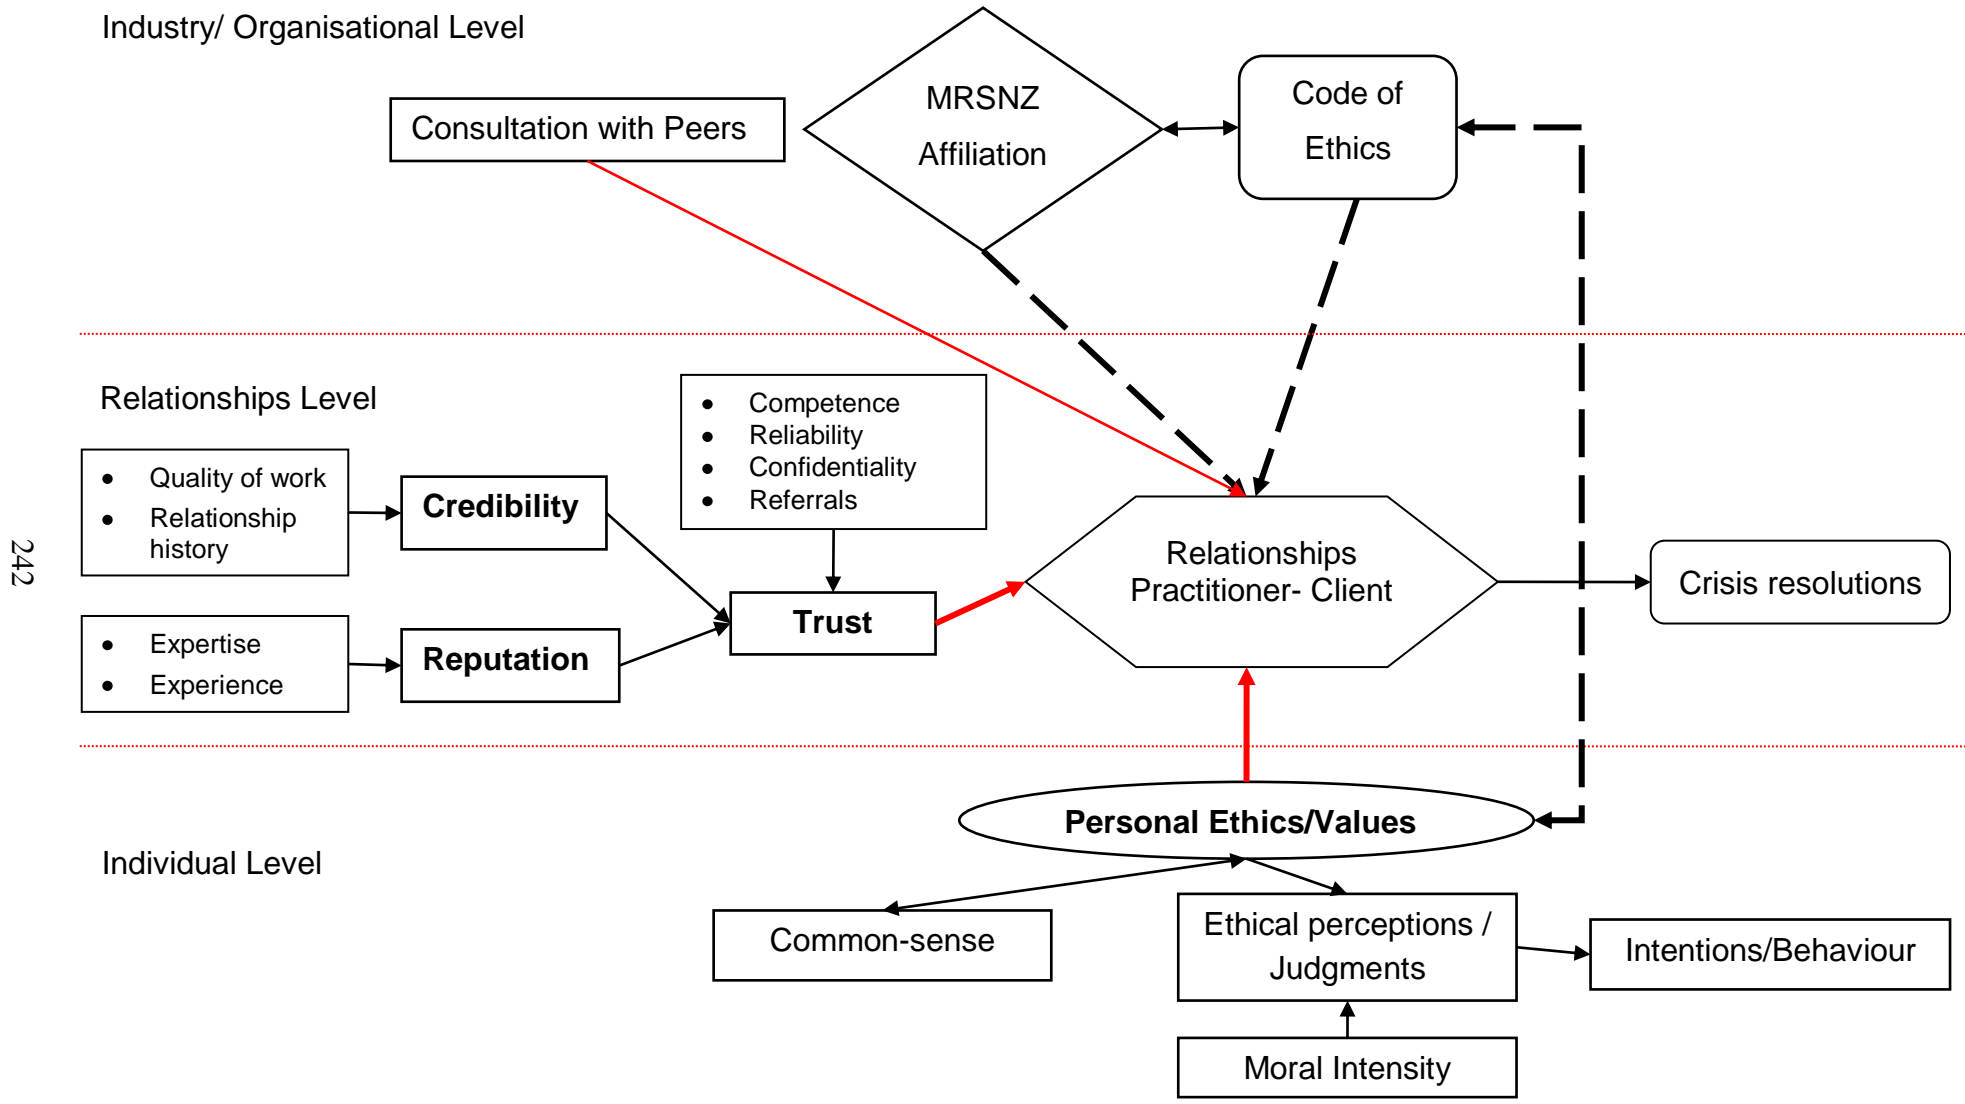 Industry/ Organisational Level
Consultation with Peers
MRSNZ
Affiliation
Code of
Ethics
Relationships Level
• Quality of work
• Relationship
history
Credibility
• Competence
• Reliability
• Confidentiality
• Referrals
• Expertise
• Experience
Reputation
Trust
Relationships
Practitioner- Client
Crisis resolutions
242
Individual Level
Personal Ethics/Values
Common-sense
Ethical perceptions /
Judgments
Intentions/Behaviour
Moral Intensity